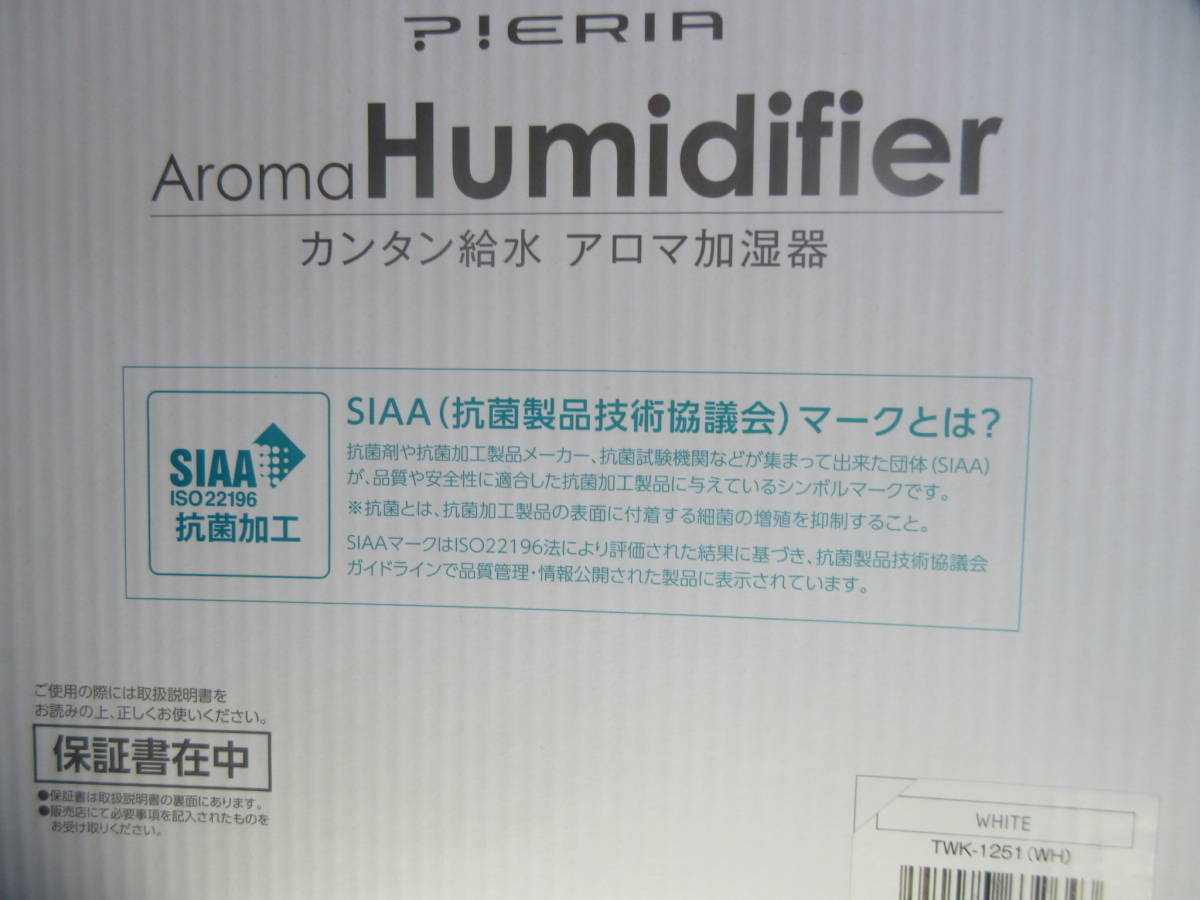 P!ERIA
Aroma Humidifier
カンタン給水 アロマ加湿器
SIAA
ISO 22196
抗菌加工
SIAA(抗菌製品技術協議会)マークとは?
抗菌剤や抗菌加工製品メーカー、抗菌試験機関などが集まって出来た団体(SIAA)
が、品質や安全性に適合した抗菌加工製品に与えているシンボルマークです。
※抗菌とは、抗菌加工製品の表面に付着する細菌の増殖を抑制すること。
SIAAマークはISO22196法により評価された結果に基づき、抗菌製品技術協議会
ガイドラインで品質管理・情報公開された製品に表示されています。
ご使用の際には取扱説明書を
お読みの上、正しくお使いください。
保証書在中
●保証書は取扱説明書の裏面にあります。
●販売店にて必要事項を記入されたものを
お受け取りください。
WHITE
TWK-1251(WH)